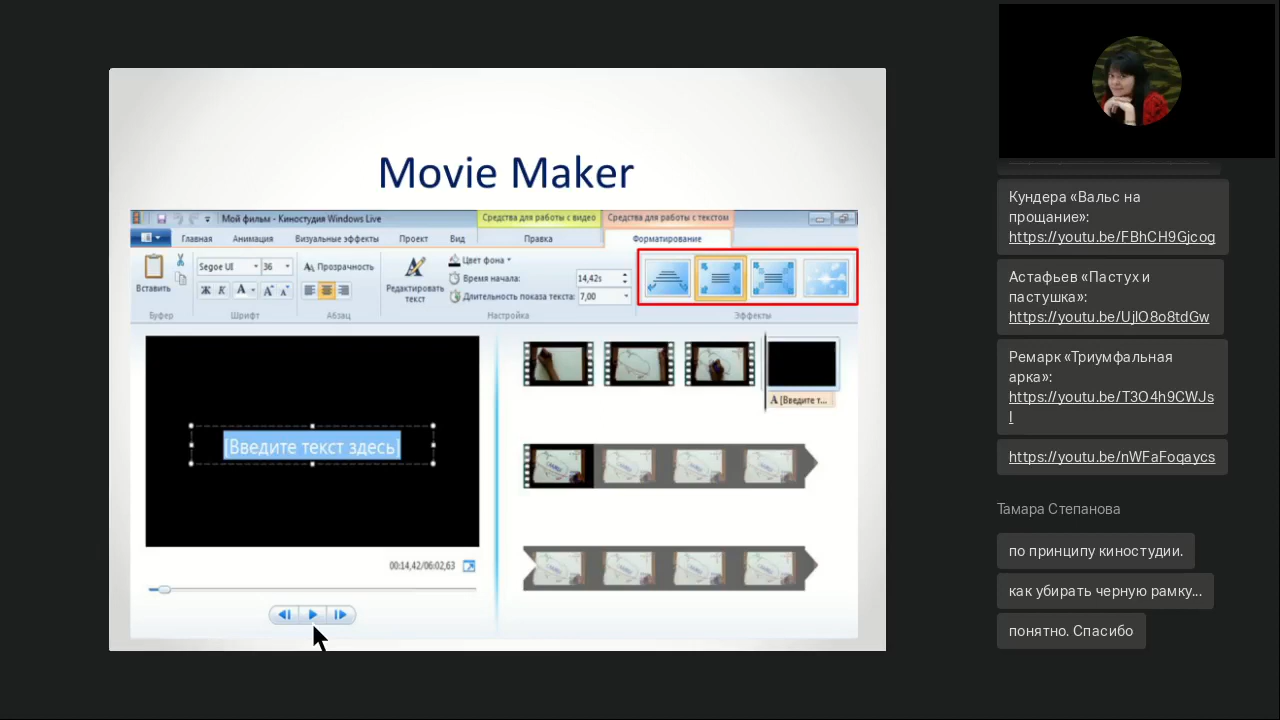 Movie Maker
Мой фильм - Киностудия Windows Live
Средства для работы с видео
Средства для работы с текстом
Главная
Анимация
Визуальные эффекты
Проект
Вид
Правка
Форматирование
Вставить
Segoe UI
36
Ж К А А А
Прозрачность
Редактировать
текст
Цвет фона
Время начала:
14,42s
Длительность показа текста:
7,00
Буфер
Шрифт
Абзац
Настройка
Эффекты
[Введите текст здесь]
00:14,42/06:02,63
A [Введите т...
Кундера «Вальс на
прощание»:
https://youtu.be/FBhCH9Gjcoq
Астафьев «Пастух и
пастушка»:
https://youtu.be/UjlO8o8tdGw
Ремарк «Триумфальная
арка»:
https://youtu.be/T3O4h9CWJs
I
https://youtu.be/nWFaFoqaycs
Тамара Степанова
по принципу киностудии.
как убирать черную рамку...
понятно. Спасибо